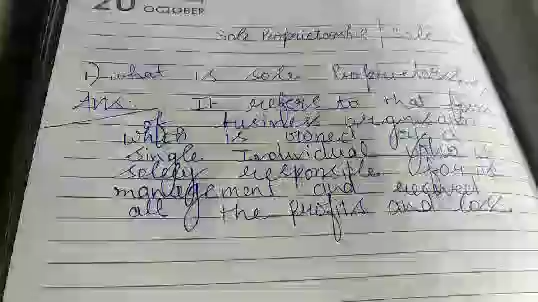 20 OCTOBER
Sole Proprietorship
1) what is sole Proprietorship
Ans. It refers to that form
of business organisation
which is owned by a
single Individual who is
solely responsible for its
management and
all the profits and loss